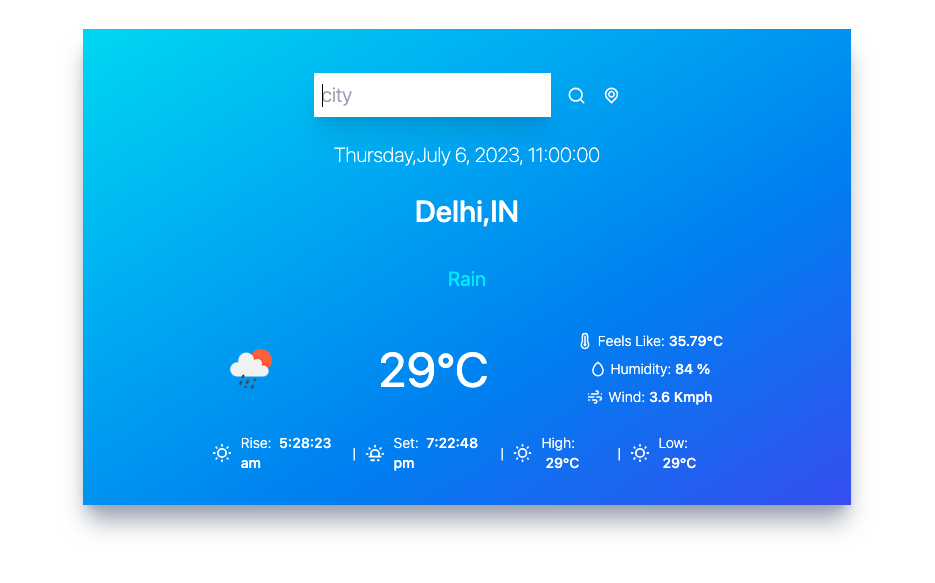 city
Thursday,July 6, 2023, 11:00:00
Delhi,IN
Rain
29°C
Feels Like: 35.79°C
Humidity: 84 %
Wind: 3.6 Kmph
Rise: 5:28:23 am
| Set: 7:22:48 pm
| High: 29°C
| Low: 29°C